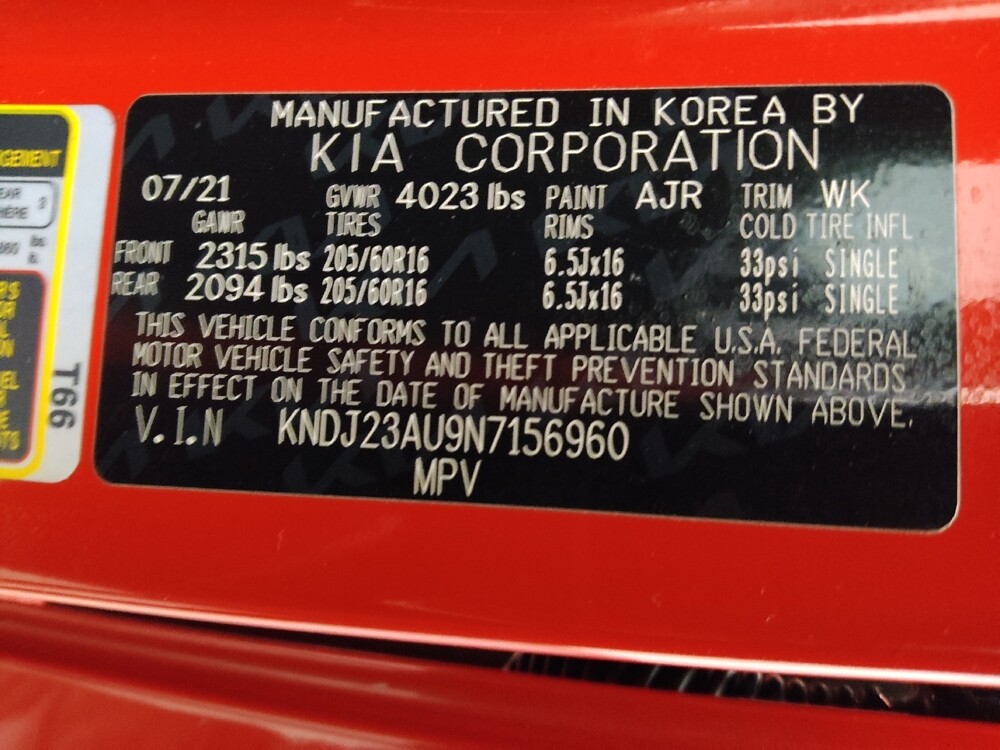 MANUFACTURED IN KOREA BY
KIA CORPORATION
07/21 GVWR 4023 lbs PAINT AJR TRIM WK
GAWR TIRES RIMS COLD TIRE INFL
FRONT 2315 lbs 205/60R16 6.5Jx16 33psi SINGLE
REAR 2094 lbs 205/60R16 6.5Jx16 33psi SINGLE
THIS VEHICLE CONFORMS TO ALL APPLICABLE U.S.A. FEDERAL
MOTOR VEHICLE SAFETY AND THEFT PREVENTION STANDARDS
IN EFFECT ON THE DATE OF MANUFACTURE SHOWN ABOVE.
V.I.N KNDJ23AU9N7156960
MPV
T66